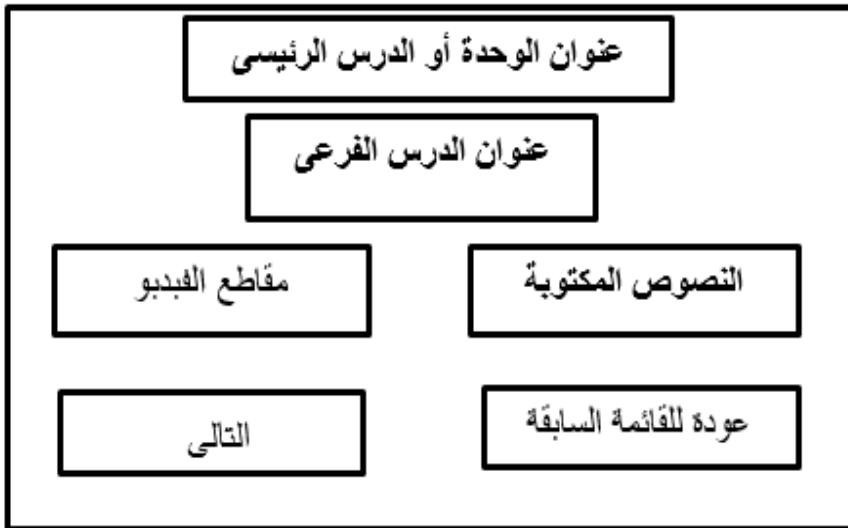 عنوان الوحدة أو الدرس الرئيسى
عنوان الدرس الفرعى
النصوص المكتوبة
مقاطع الفيديو
عودة للقائمة السابقة
التالى